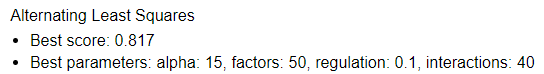 Alternating Least Squares
• Best score: 0.817
• Best parameters: alpha: 15, factors: 50, regulation: 0.1, interactions: 40